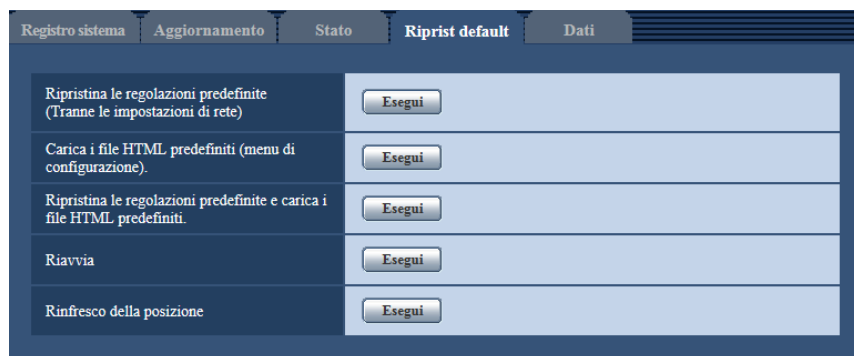 Registro sistema Aggiornamento Stato Riprist default Dati
Ripristina le regolazioni predefinite
(Tranne le impostazioni di rete)
Esegui
Carica i file HTML predefiniti (menu di
configurazione).
Esegui
Ripristina le regolazioni predefinite e carica i
file HTML predefiniti.
Esegui
Riavvia
Esegui
Rinfresco della posizione
Esegui